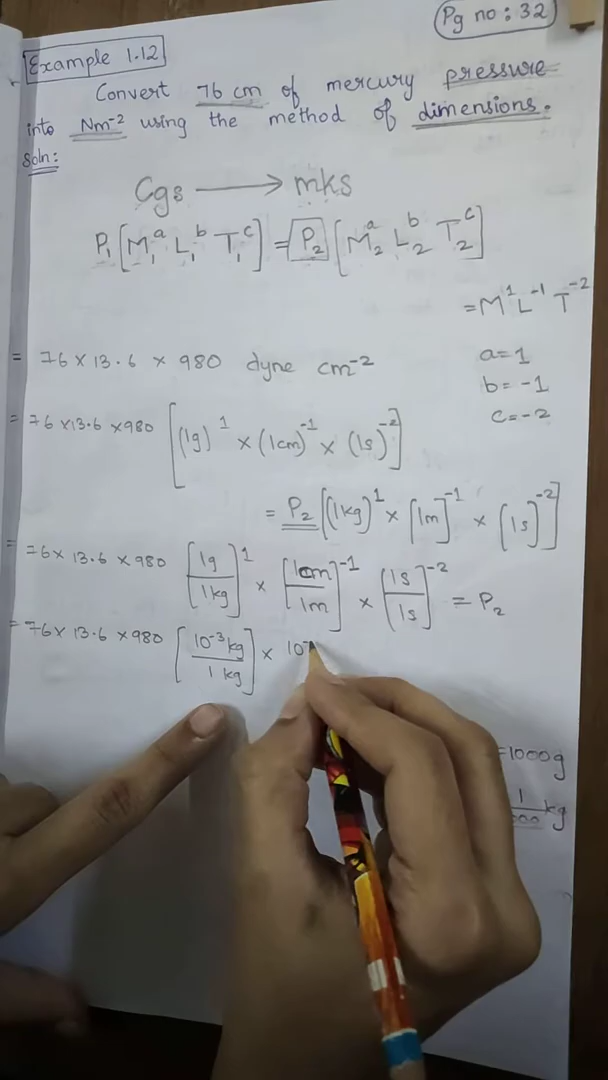 Pg no : 32
Example 1.12
Convert 76 cm of mercury pressure
into Nm⁻² using the method of dimensions.
Soln:
Cgs ⟶ mks
P₁[M₁ᵃ L₁ᵇ T₁ᶜ] = P₂ [M₂ᵃ L₂ᵇ T₂ᶜ]
= M¹ L⁻¹ T⁻²
= 76 × 13.6 × 980 dyne cm⁻²
a = 1
b = -1
c = -2
= 76 × 13.6 × 980 [(1g)¹ × (1cm)⁻¹ × (1s)⁻²]
= P₂ [(1kg)¹ × [1m]⁻¹ × (1s)⁻²]
= 76 × 13.6 × 980 [1g/1kg]¹ × [1cm/1m]⁻¹ × [1s/1s]⁻² = P₂
= 76 × 13.6 × 980 [10⁻³ kg/1 kg] × 10
= 1000g
kg